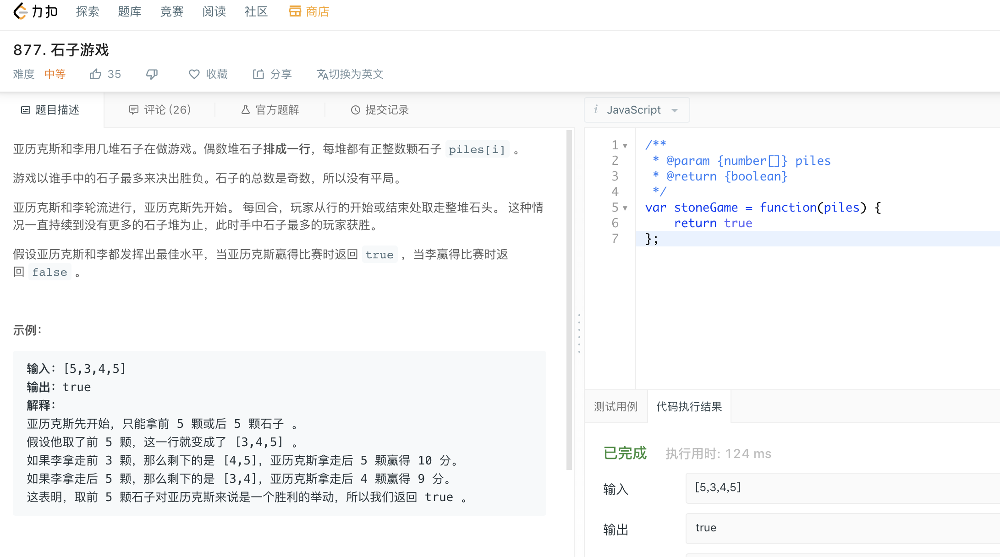 力扣 探索 题库 竞赛 阅读 社区 商店
877. 石子游戏
难度 中等 35 收藏 分享 切换为英文
题目描述 评论 (26) 官方题解 提交记录
亚历克斯和李用几堆石子在做游戏。偶数堆石子排成一行，每堆都有正整数颗石子 piles[i] 。
游戏以谁手中的石子最多来决出胜负。石子的总数是奇数，所以没有平局。
亚历克斯和李轮流进行，亚历克斯先开始。 每回合，玩家从行的开始或结束处取走整堆石头。 这种情
况一直持续到没有更多的石子堆为止，此时手中石子最多的玩家获胜。
假设亚历克斯和李都发挥出最佳水平，当亚历克斯赢得比赛时返回 true ，当李赢得比赛时返
回 false 。
示例：
输入：[5,3,4,5]
输出：true
解释：
亚历克斯先开始，只能拿前 5 颗或后 5 颗石子 。
假设他取了前 5 颗，这一行就变成了 [3,4,5] 。
如果李拿走前 3 颗，那么剩下的是 [4,5]，亚历克斯拿走后 5 颗赢得 10 分。
如果李拿走后 5 颗，那么剩下的是 [3,4]，亚历克斯拿走后 4 颗赢得 9 分。
这表明，取前 5 颗石子对亚历克斯来说是一个胜利的举动，所以我们返回 true 。
i JavaScript
1 /**
2  * @param {number[]} piles
3  * @return {boolean}
4  */
5 var stoneGame = function(piles) {
6     return true
7 };
测试用例 代码执行结果
已完成 执行用时: 124 ms
输入 [5,3,4,5]
输出 true